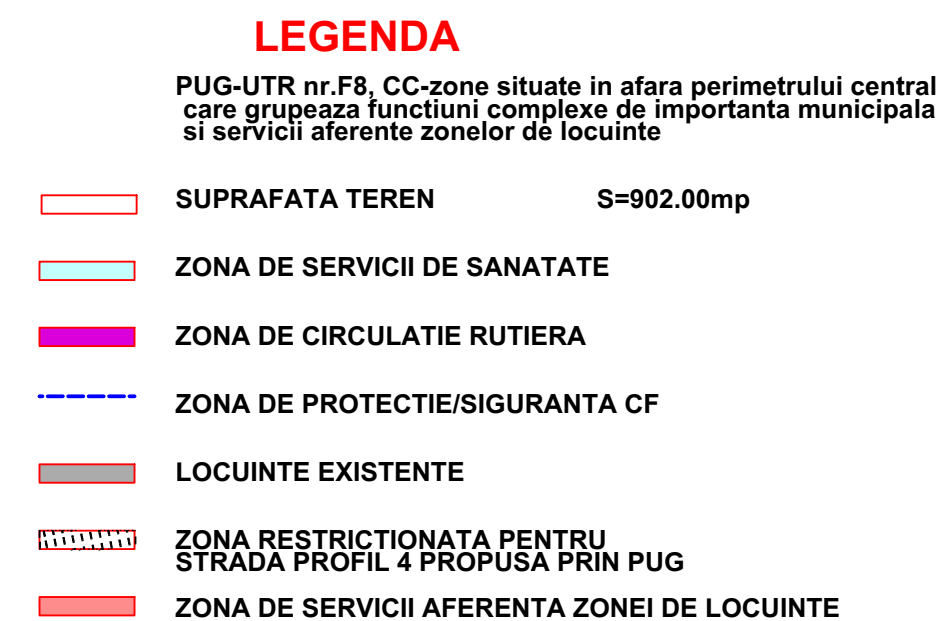 LEGENDA
PUG-UTR nr.F8, CC-zone situate in afara perimetrului central
care grupeaza functiuni complexe de importanta municipala
si servicii aferente zonelor de locuinte
SUPRAFATA TEREN S=902.00mp
ZONA DE SERVICII DE SANATATE
ZONA DE CIRCULATIE RUTIERA
ZONA DE PROTECTIE/SIGURANTA CF
LOCUINTE EXISTENTE
ZONA RESTRICTIONATA PENTRU
STRADA PROFIL 4 PROPUSA PRIN PUG
ZONA DE SERVICII AFERENTA ZONEI DE LOCUINTE